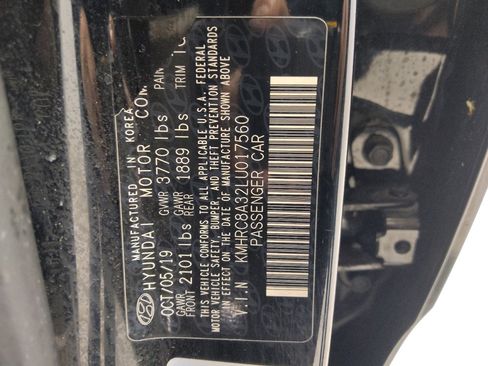 MANUFACTURED IN KOREA
HYUNDAI MOTOR COM
OCT/05/19 GVWR 3770 lbs PAIN
GAWR FRONT 2101 lbs GAWR REAR 1889 lbs TRIM
THIS VEHICLE CONFORMS TO ALL APPLICABLE U.S.A. FEDERAL
MOTOR VEHICLE SAFETY, BUMPER, AND THEFT PREVENTION
STANDARDS IN EFFECT ON THE DATE OF MANUFACTURE SHOWN ABOVE
V.I.N KMHRC8A32LU017560
PASSENGER CAR